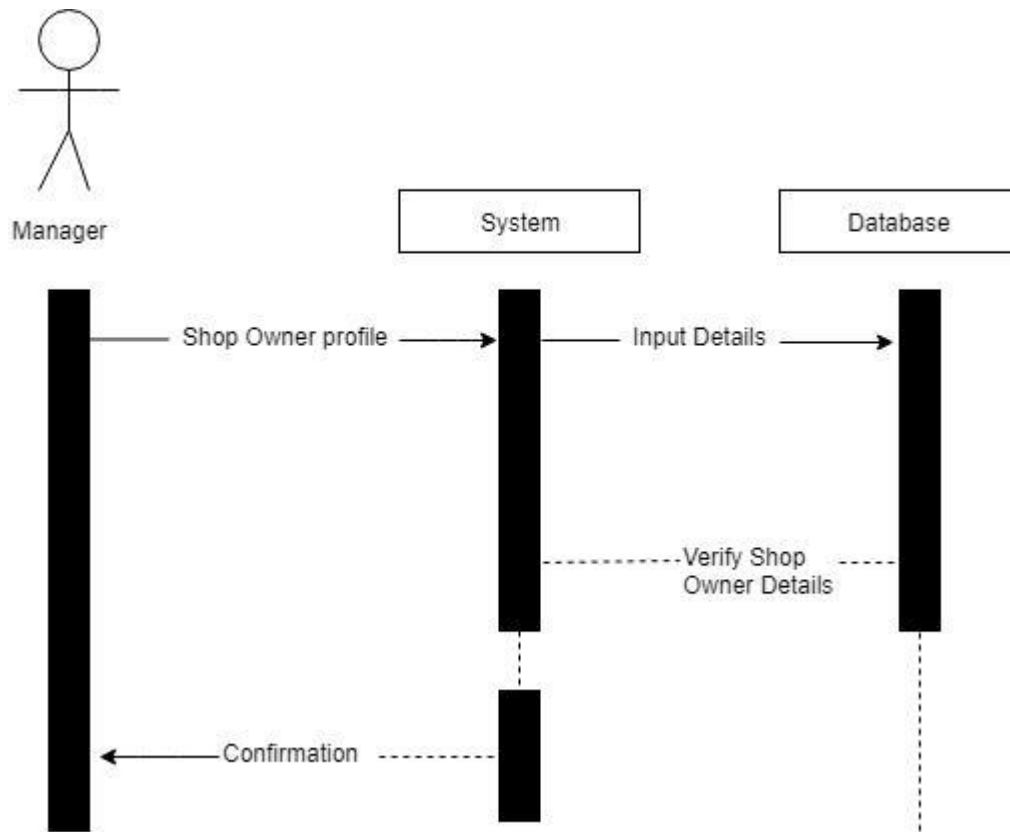 Manager
System
Database
Shop Owner profile
Input Details
Verify Shop
Owner Details
Confirmation